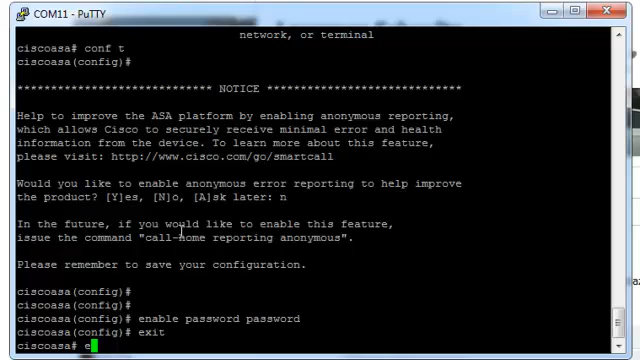 COM11 - PuTTY
network, or terminal
ciscoasa# conf t
ciscoasa(config)#
***************************** NOTICE *****************************
Help to improve the ASA platform by enabling anonymous reporting,
which allows Cisco to securely receive minimal error and health
information from the device. To learn more about this feature,
please visit: http://www.cisco.com/go/smartcall
Would you like to enable anonymous error reporting to help improve
the product? [Y]es, [N]o, [A]sk later: n
In the future, if you would like to enable this feature,
issue the command "call-home reporting anonymous".
Please remember to save your configuration.
ciscoasa(config)#
ciscoasa(config)#
ciscoasa(config)# enable password password
ciscoasa(config)# exit
ciscoasa# e